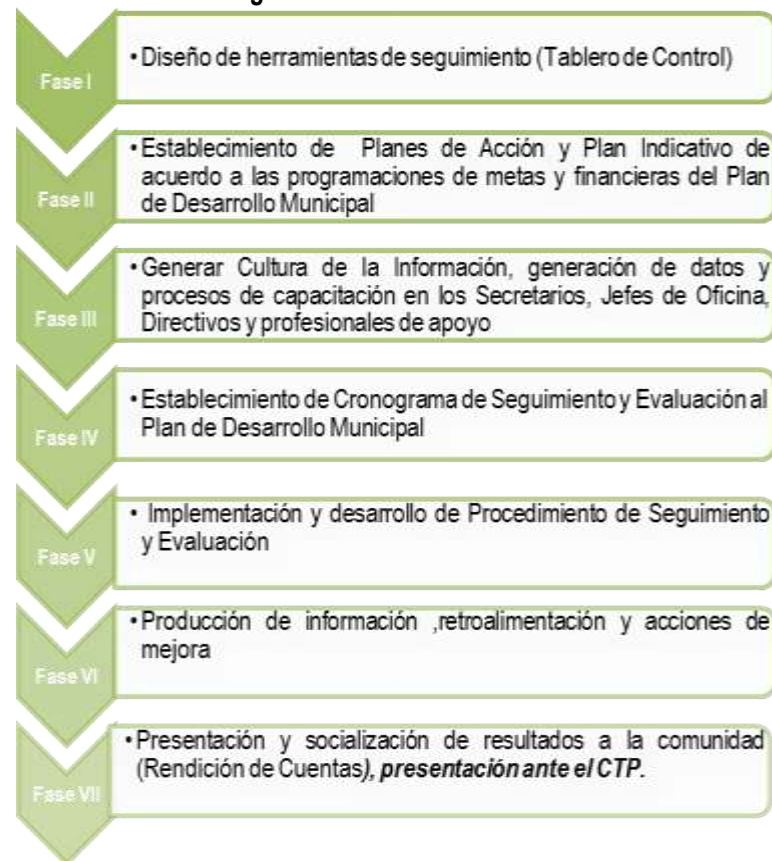 Fase I
• Diseño de herramientas de seguimiento (Tablero de Control)
Fase II
• Establecimiento de Planes de Acción y Plan Indicativo de
acuerdo a las programaciones de metas y financieras del Plan
de Desarrollo Municipal
Fase III
• Generar Cultura de la Información, generación de datos y
procesos de capacitación en los Secretarios, Jefes de Oficina,
Directivos y profesionales de apoyo
Fase IV
• Establecimiento de Cronograma de Seguimiento y Evaluación al
Plan de Desarrollo Municipal
Fase V
• Implementación y desarrollo de Procedimiento de Seguimiento
y Evaluación
Fase VI
• Producción de información ,retroalimentación y acciones de
mejora
Fase VII
• Presentación y socialización de resultados a la comunidad
(Rendición de Cuentas), presentación ante el CTP.